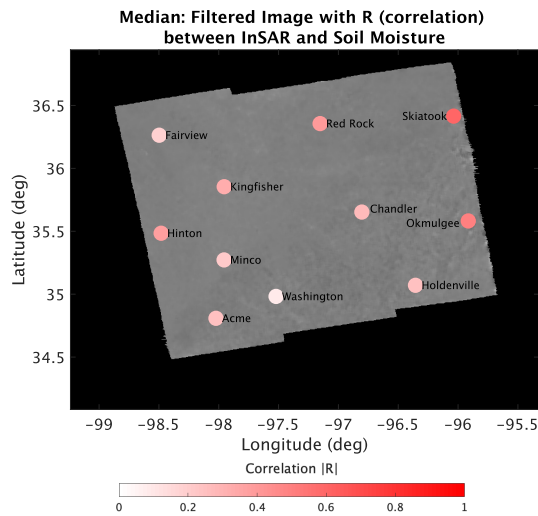 Median: Filtered Image with R (correlation)
between InSAR and Soil Moisture
Latitude (deg)
36.5
36
35.5
35
34.5
Fairview
Red Rock
Skiatook
Kingfisher
Chandler
Okmulgee
Hinton
Minco
Holdenville
Washington
Acme
−99
−98.5
−98
−97.5
−97
−96.5
−96
−95.5
Longitude (deg)
Correlation |R|
0
0.2
0.4
0.6
0.8
1